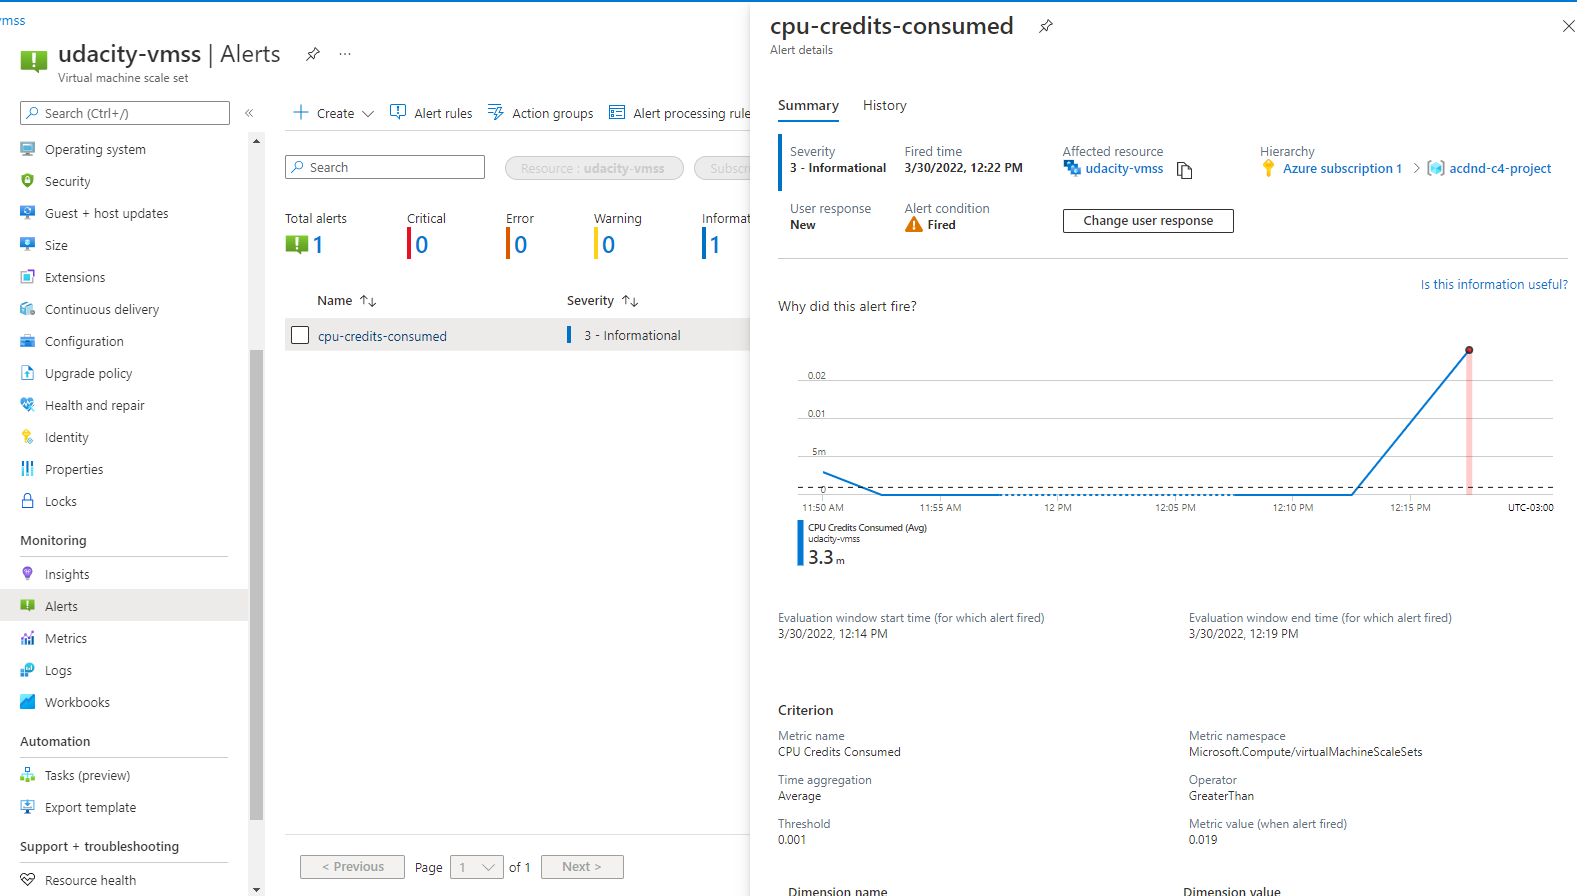 vmss
udacity-vmss | Alerts
Virtual machine scale set
Search (Ctrl+/)
Operating system
Security
Guest + host updates
Size
Extensions
Continuous delivery
Configuration
Upgrade policy
Health and repair
Identity
Properties
Locks
Monitoring
Insights
Alerts
Metrics
Logs
Workbooks
Automation
Tasks (preview)
Export template
Support + troubleshooting
Resource health
Create Alert rules Action groups Alert processing rule
Search Resource : udacity-vmss Subscr
Total alerts Critical Error Warning Informat
1 0 0 0 1
Name Severity
cpu-credits-consumed 3 - Informational
< Previous Page 1 of 1 Next >
cpu-credits-consumed
Alert details
Summary History
Severity Fired time Affected resource Hierarchy
3 - Informational 3/30/2022, 12:22 PM udacity-vmss Azure subscription 1 > acdnd-c4-project
User response Alert condition
New Fired Change user response
Is this information useful?
Why did this alert fire?
0.02
0.01
5m
0
11:50 AM 11:55 AM 12 PM 12:05 PM 12:10 PM 12:15 PM UTC-03:00
CPU Credits Consumed (Avg)
udacity-vmss
3.3 m
Evaluation window start time (for which alert fired) Evaluation window end time (for which alert fired)
3/30/2022, 12:14 PM 3/30/2022, 12:19 PM
Criterion
Metric name Metric namespace
CPU Credits Consumed Microsoft.Compute/virtualMachineScaleSets
Time aggregation Operator
Average GreaterThan
Threshold Metric value (when alert fired)
0.001 0.019
Dimension name Dimension value